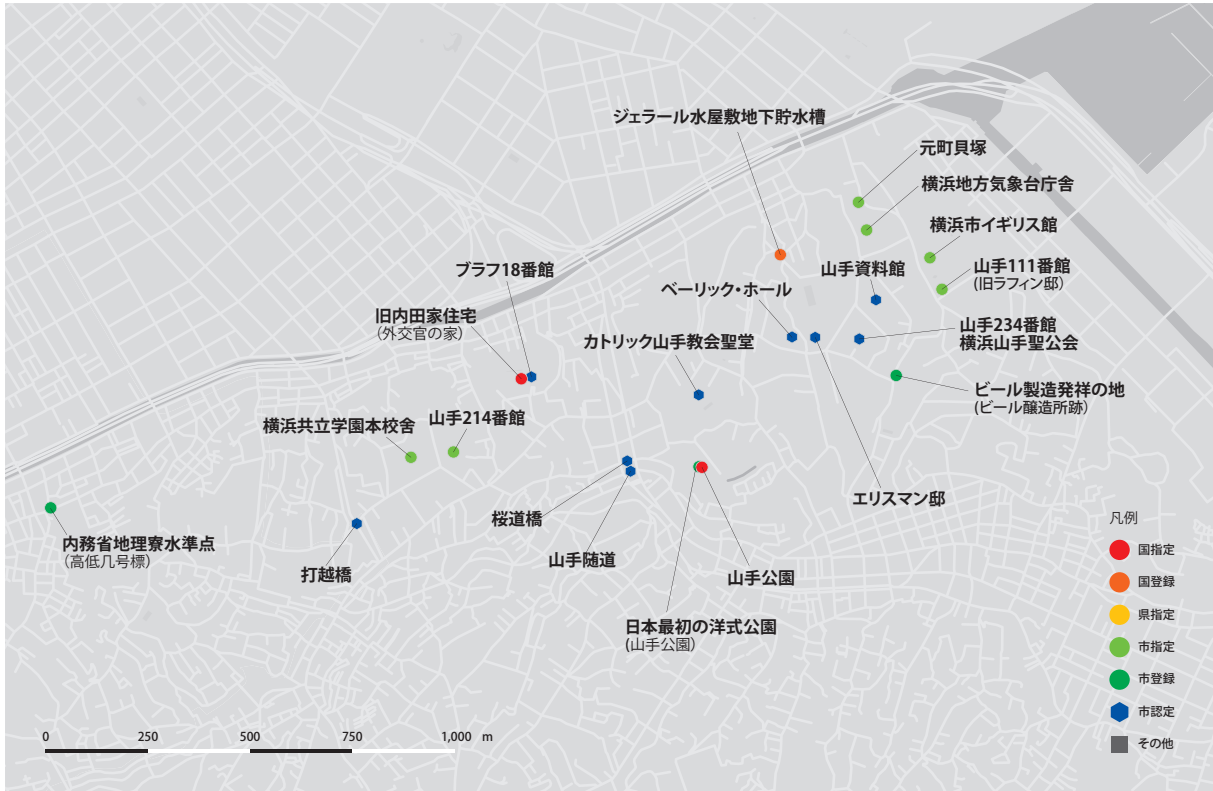 ジェラール水屋敷地下貯水槽
元町貝塚
横浜地方気象台庁舎
横浜市イギリス館
ブラフ18番館
山手資料館
山手111番館
(旧ラフィン邸)
ベーリック・ホール
旧内田家住宅
(外交官の家)
カトリック山手教会聖堂
山手234番館
横浜山手聖公会
ビール製造発祥の地
(ビール醸造所跡)
横浜共立学園本校舎
山手214番館
エリスマン邸
桜道橋
内務省地理寮水準点
(高低几号標)
打越橋
山手随道
山手公園
日本最初の洋式公園
(山手公園)
凡例
国指定
国登録
県指定
市指定
市登録
市認定
その他
0 250 500 750 1,000 m